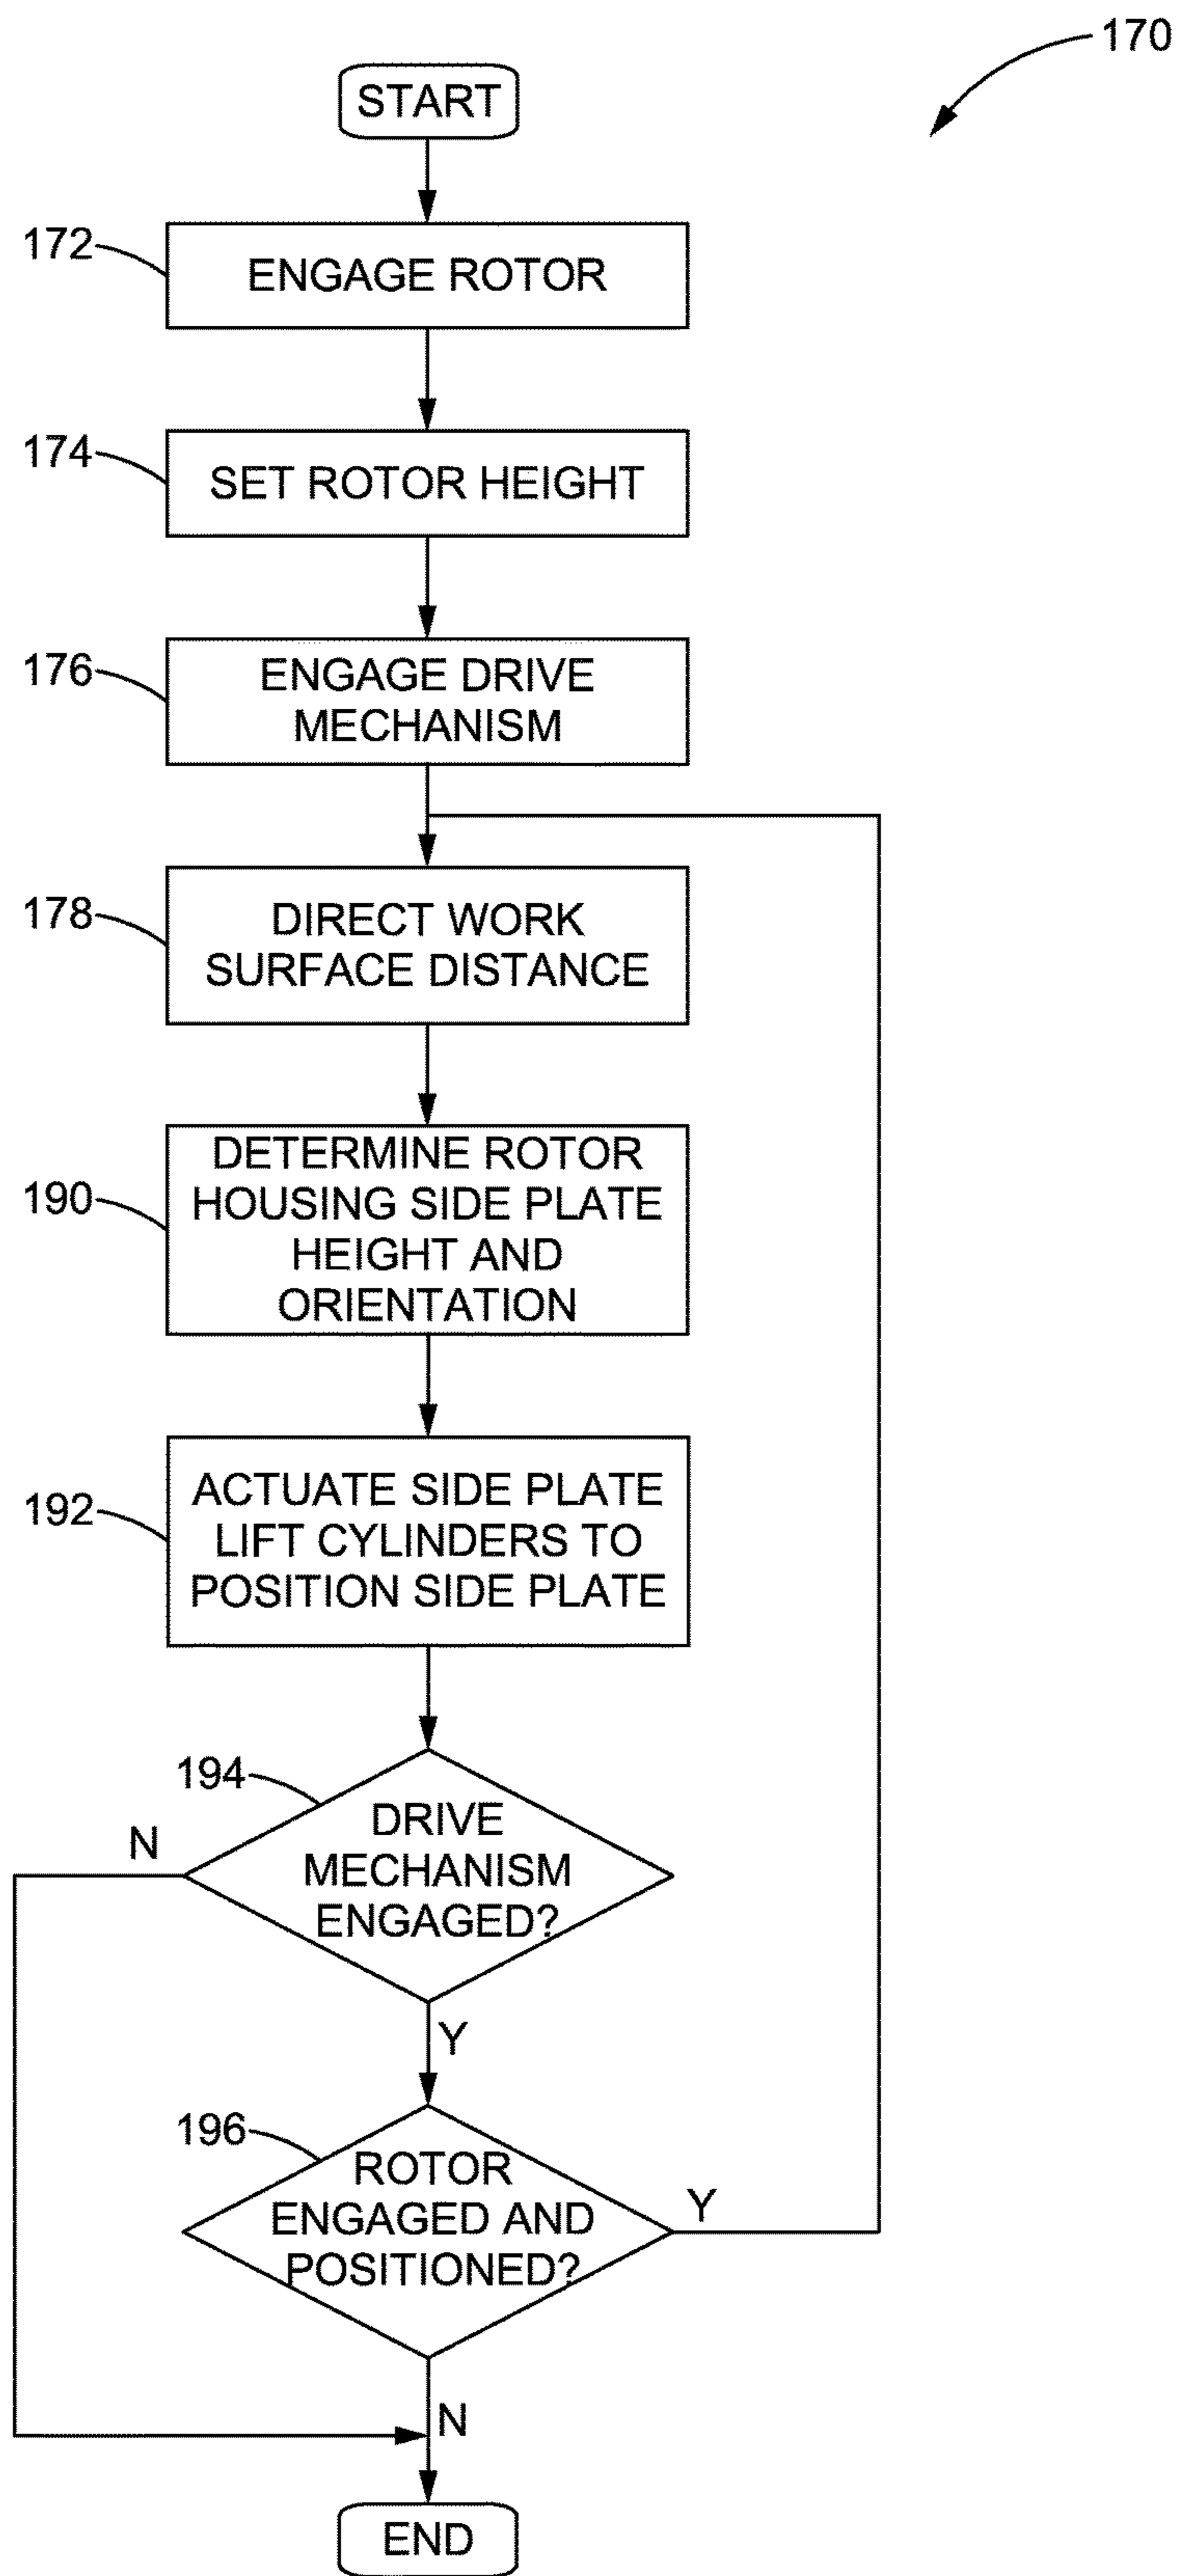 170
START
172
ENGAGE ROTOR
174
SET ROTOR HEIGHT
176
ENGAGE DRIVE
MECHANISM
178
DIRECT WORK
SURFACE DISTANCE
190
DETERMINE ROTOR
HOUSING SIDE PLATE
HEIGHT AND
ORIENTATION
192
ACTUATE SIDE PLATE
LIFT CYLINDERS TO
POSITION SIDE PLATE
194
N
DRIVE
MECHANISM
ENGAGED?
Y
196
ROTOR
ENGAGED AND
POSITIONED?
Y
N
END